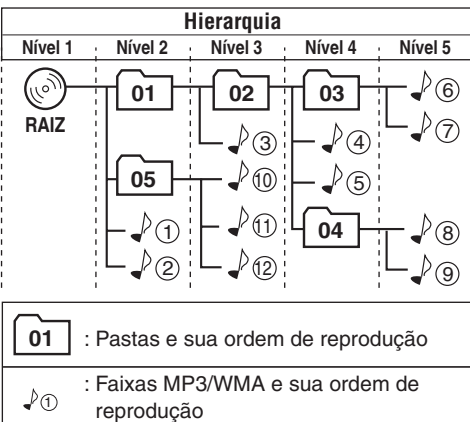 Hierarquia
Nível 1 Nível 2 Nível 3 Nível 4 Nível 5
01 02 03 ⑥
RAIZ ③ ④ ⑦
05 ⑩ ⑤
① ⑪ 04 ⑧
② ⑫ ⑨
01 : Pastas e sua ordem de reprodução
① : Faixas MP3/WMA e sua ordem de
reprodução